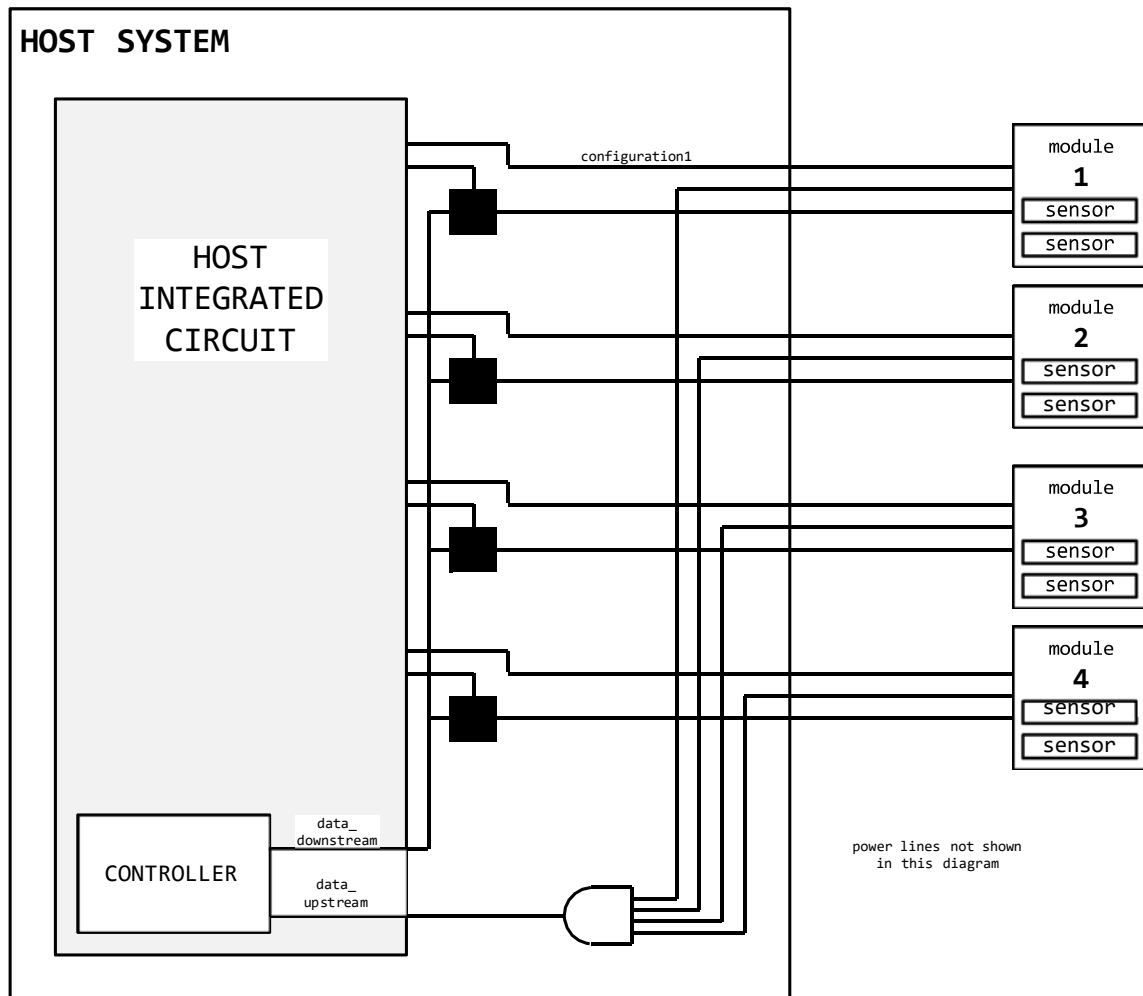 HOST SYSTEM
HOST
INTEGRATED
CIRCUIT
configuration1
module
1
sensor
sensor
module
2
sensor
sensor
module
3
sensor
sensor
module
4
sensor
sensor
CONTROLLER
data_
downstream
data_
upstream
power lines not shown
in this diagram